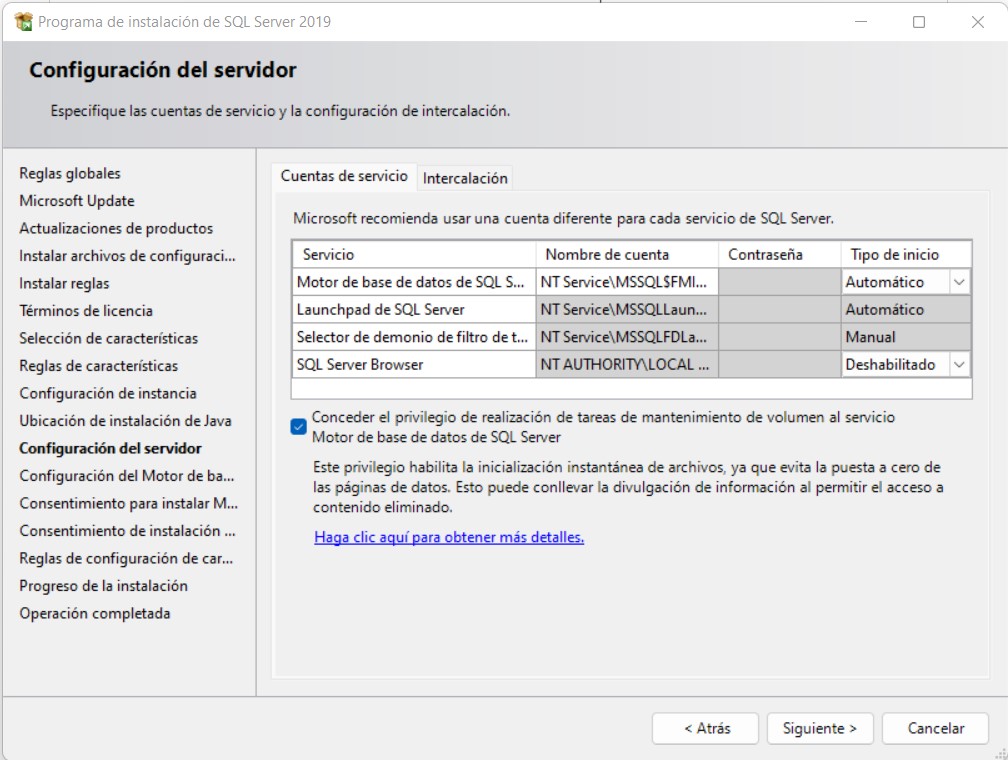 Programa de instalación de SQL Server 2019
Configuración del servidor
Especifique las cuentas de servicio y la configuración de intercalación.
Reglas globales
Microsoft Update
Actualizaciones de productos
Instalar archivos de configuraci...
Instalar reglas
Términos de licencia
Selección de características
Reglas de características
Configuración de instancia
Ubicación de instalación de Java
Configuración del servidor
Configuración del Motor de ba...
Consentimiento para instalar M...
Consentimiento de instalación ...
Reglas de configuración de car...
Progreso de la instalación
Operación completada
Cuentas de servicio Intercalación
Microsoft recomienda usar una cuenta diferente para cada servicio de SQL Server.
Servicio Nombre de cuenta Contraseña Tipo de inicio
Motor de base de datos de SQL S... NT Service\MSSQL$FMI... Automático
Launchpad de SQL Server NT Service\MSSQLLaun... Automático
Selector de demonio de filtro de t... NT Service\MSSQLFDLa... Manual
SQL Server Browser NT AUTHORITY\LOCAL ... Deshabilitado
Conceder el privilegio de realización de tareas de mantenimiento de volumen al servicio
Motor de base de datos de SQL Server
Este privilegio habilita la inicialización instantánea de archivos, ya que evita la puesta a cero de
las páginas de datos. Esto puede conllevar la divulgación de información al permitir el acceso a
contenido eliminado.
Haga clic aquí para obtener más detalles.
< Atrás Siguiente > Cancelar